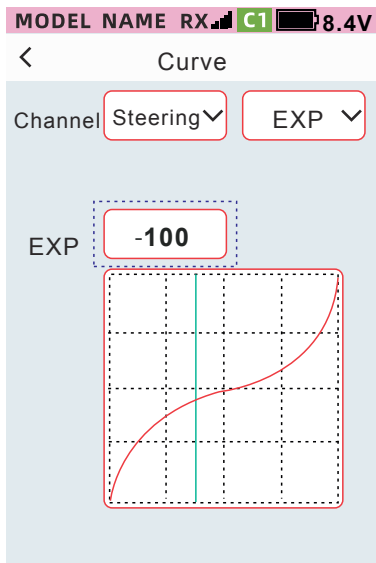 MODEL NAME RX C1 8.4V
Curve
Channel Steering EXP
EXP -100